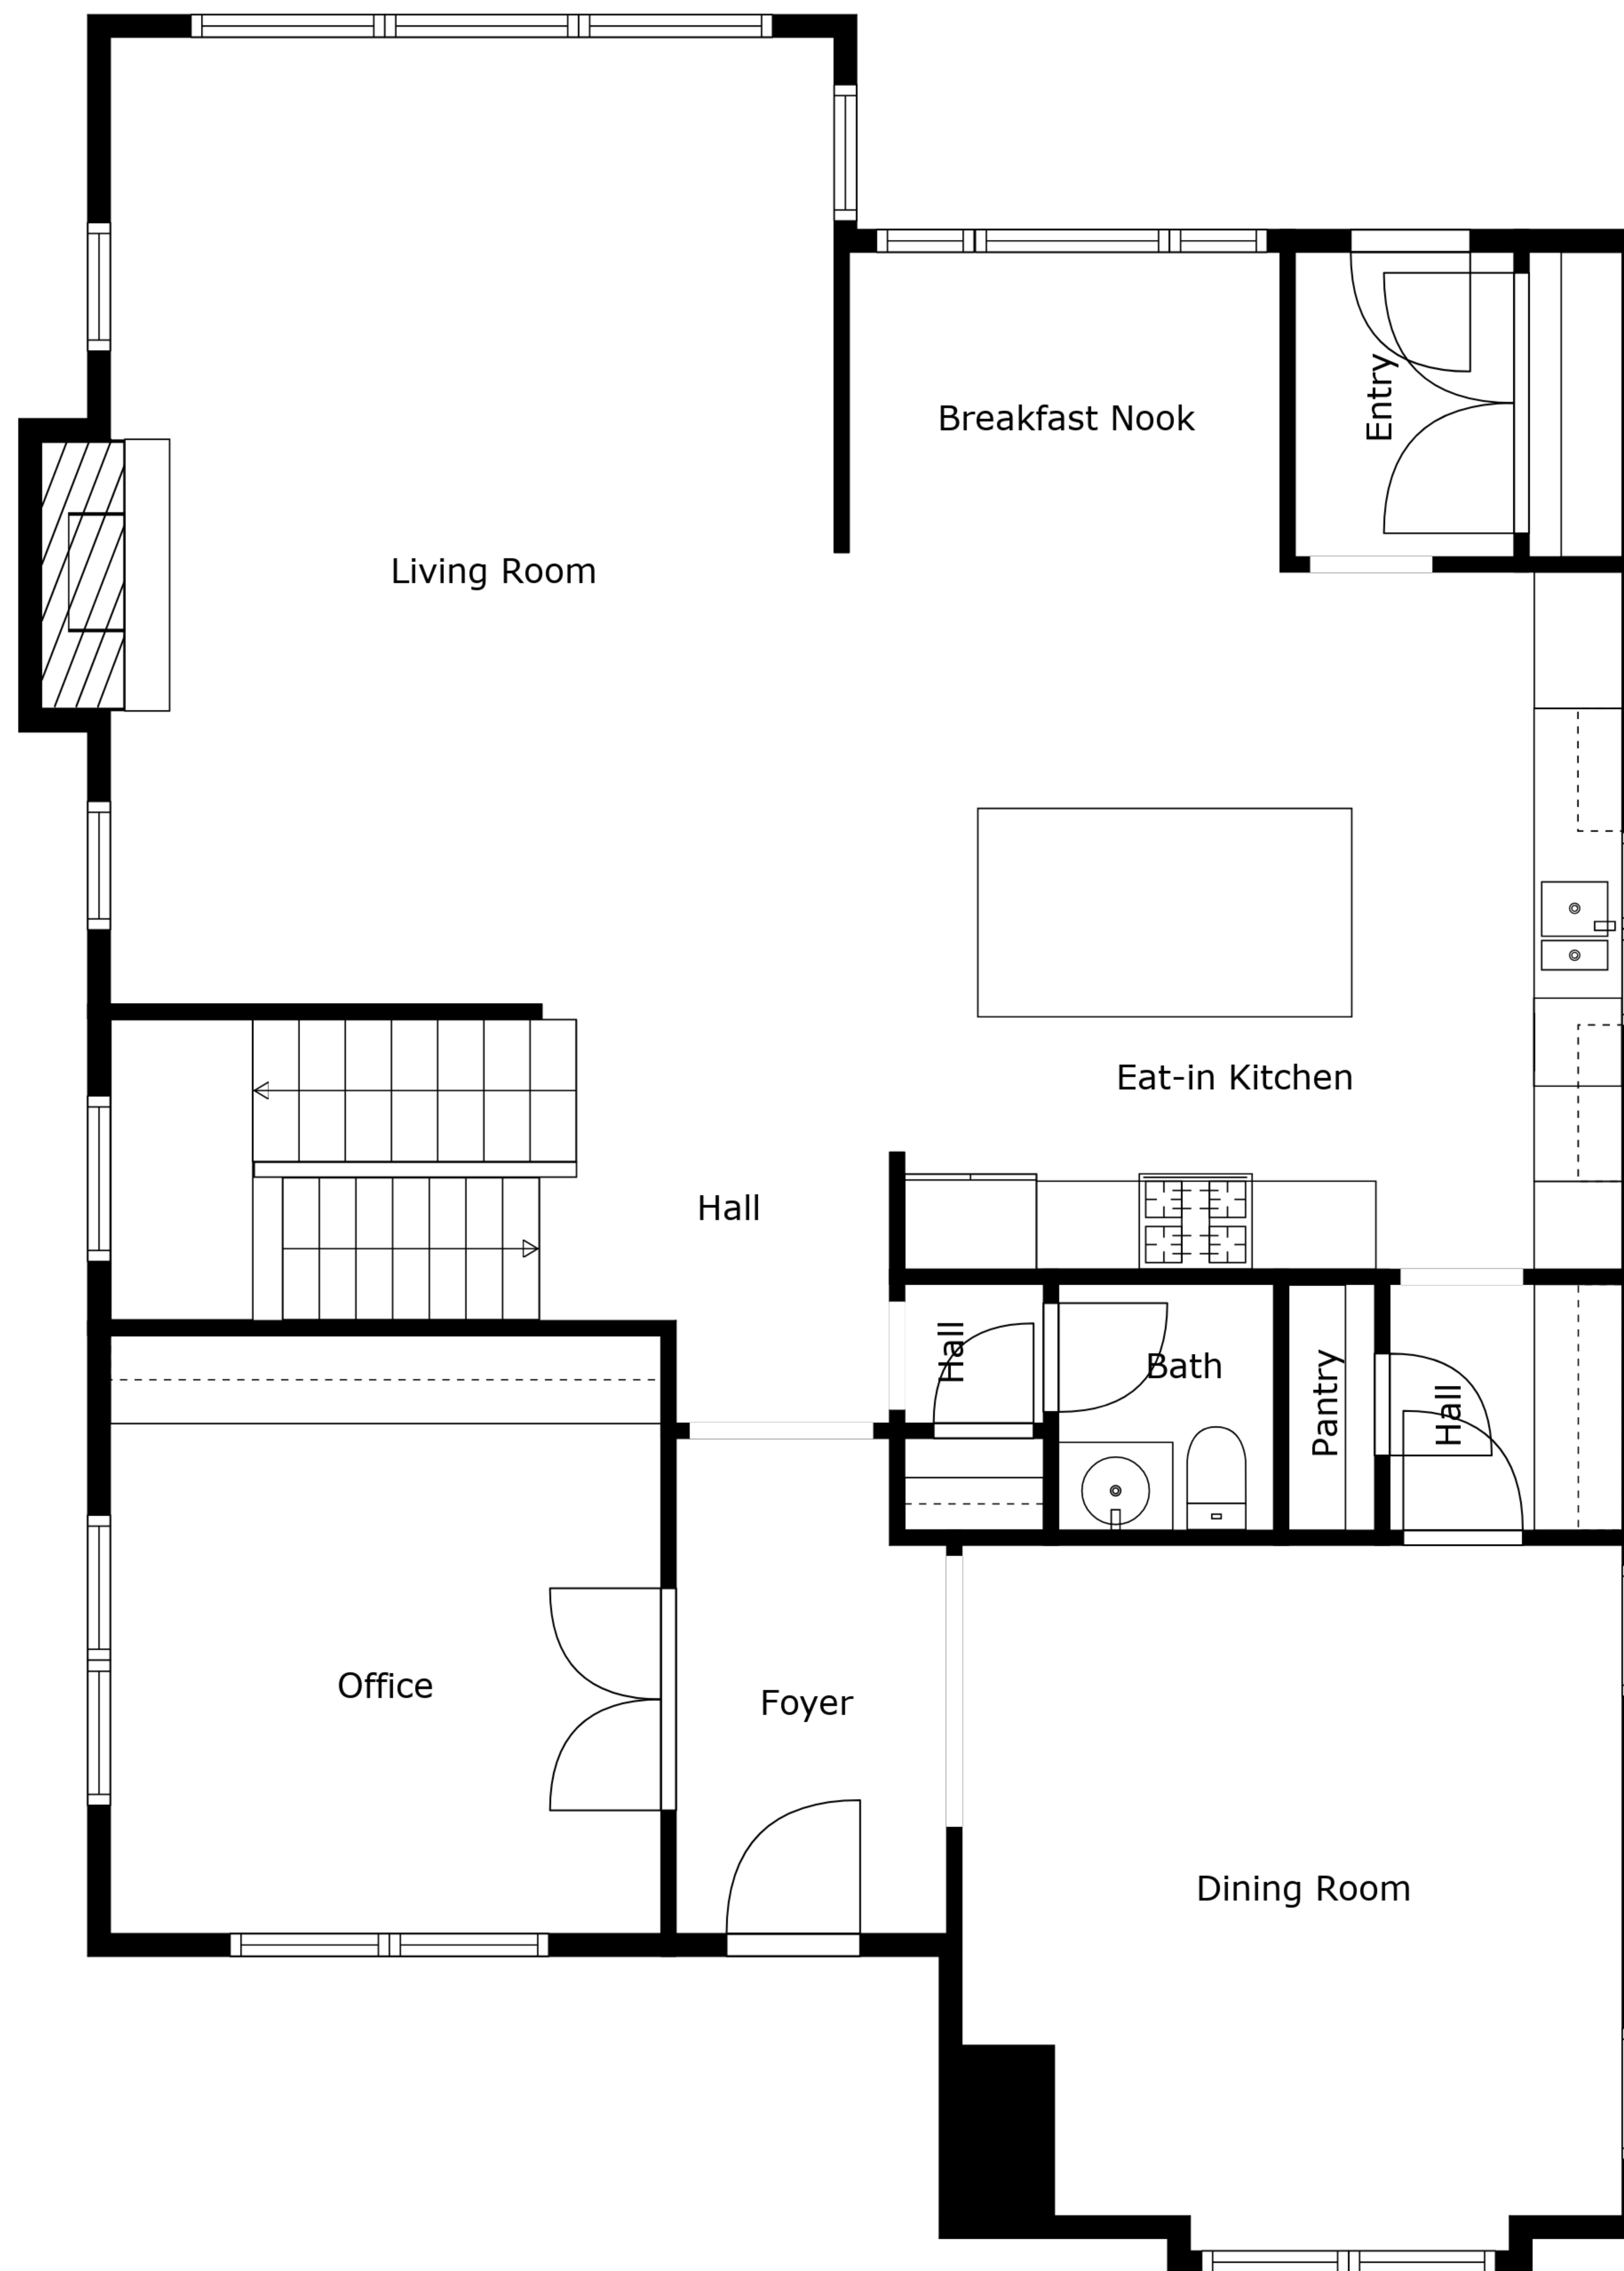 Entry
Breakfast Nook
Living Room
Eat-in Kitchen
Hall
Hall
Bath
Pantry
Hall
Office
Foyer
Dining Room